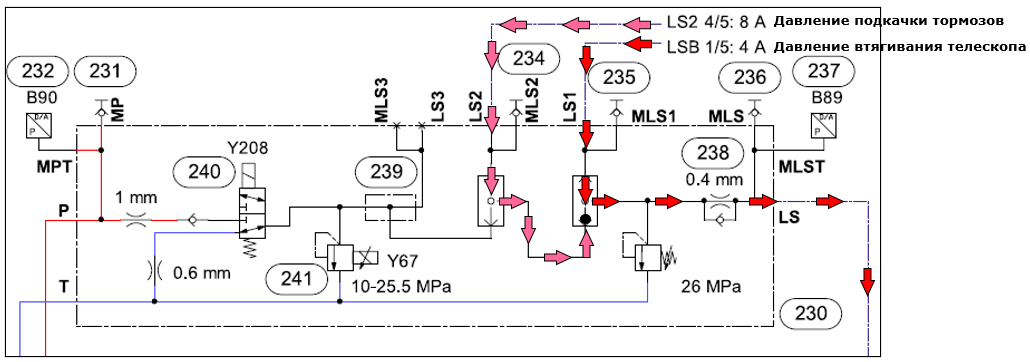 LS2 4/5: 8 A Давление подкачки тормозов
LSB 1/5: 4 A Давление втягивания телескопа
232
231
234
235
236
237
B90
MP
MLS3
LS3
LS2
MLS2
LS1
MLS1
MLS
B89
D/A
P
D/A
P
MPT
MLST
Y208
240
239
238
1 mm
0.4 mm
P
LS
0.6 mm
241
Y67
T
10-25.5 MPa
26 MPa
230